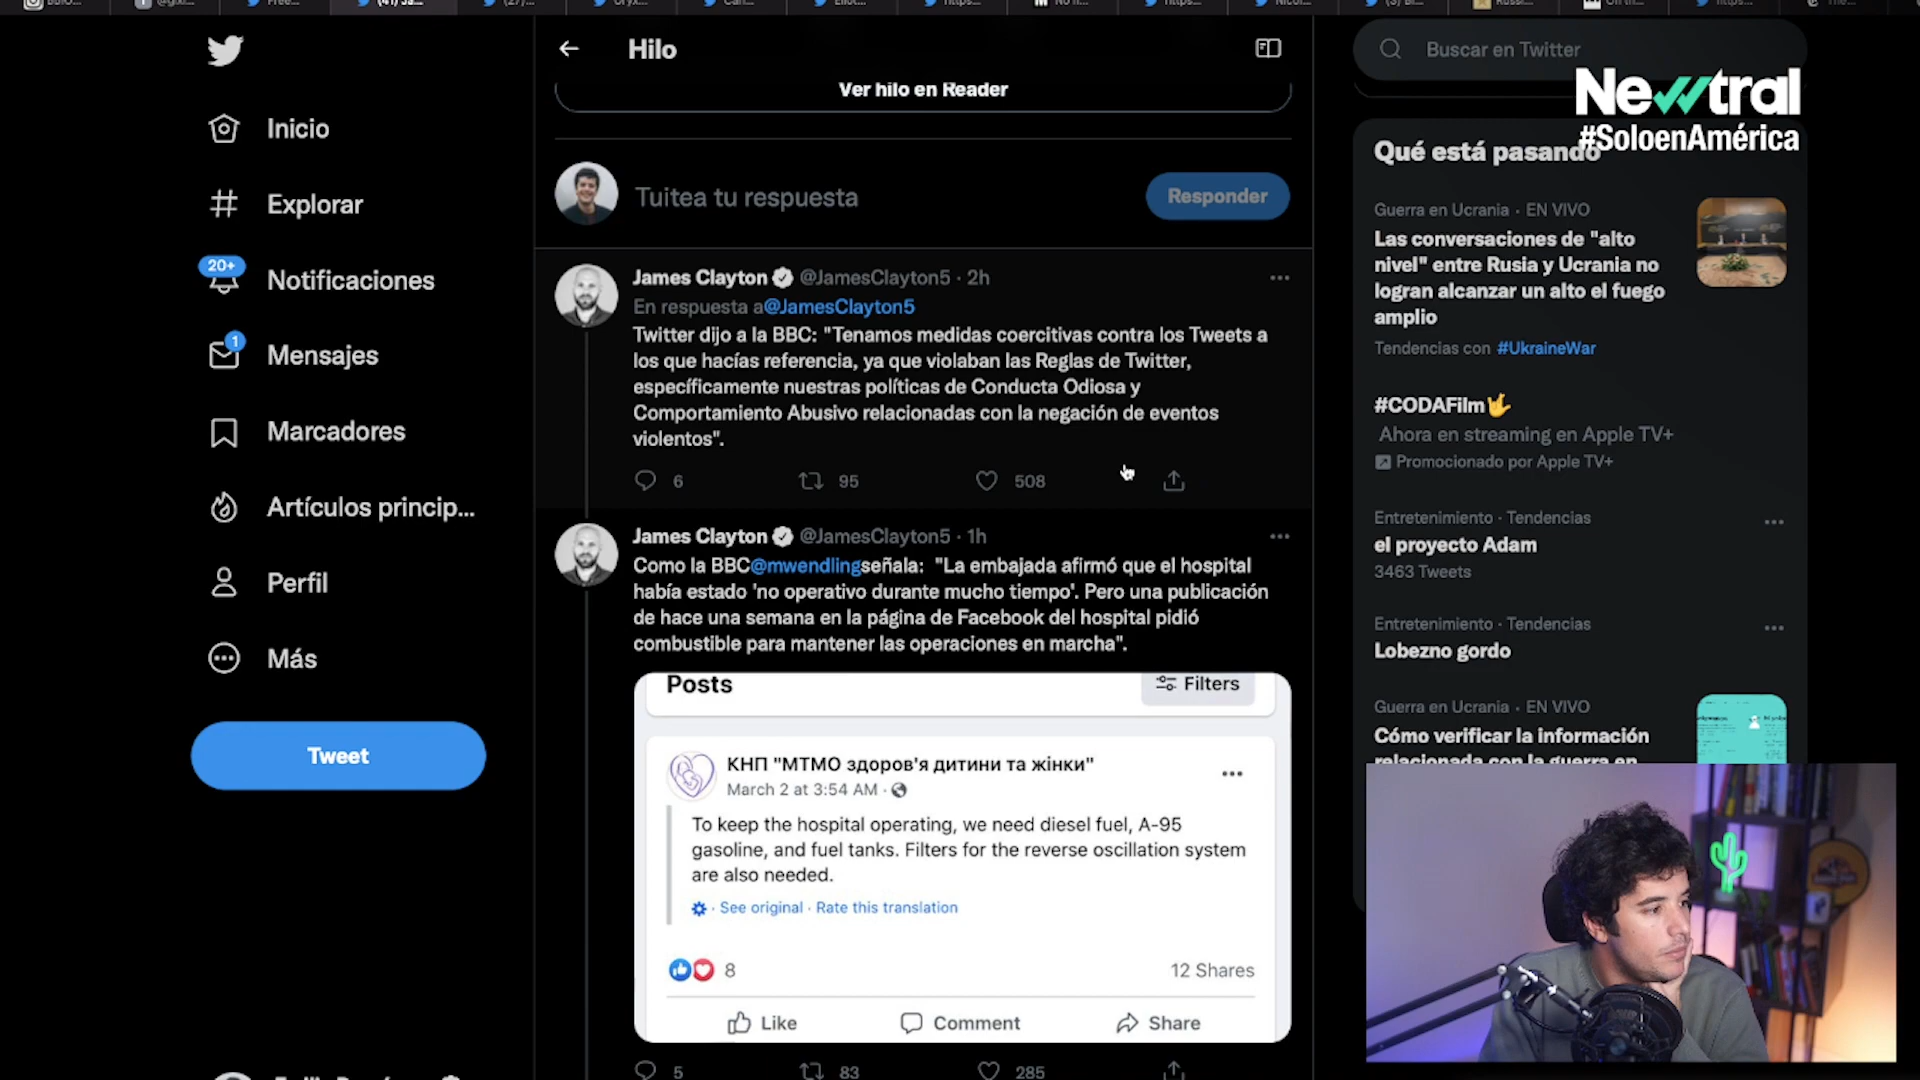 Hilo
Ver hilo en Reader
Inicio
Explorar
20+
Notificaciones
1
Mensajes
Marcadores
Artículos princip...
Perfil
Más
Tweet
Tuitea tu respuesta
Responder
James Clayton @JamesClayton5 · 2h
En respuesta a@JamesClayton5
Twitter dijo a la BBC: "Tenamos medidas coercitivas contra los Tweets a
los que hacías referencia, ya que violaban las Reglas de Twitter,
específicamente nuestras políticas de Conducta Odiosa y
Comportamiento Abusivo relacionadas con la negación de eventos
violentos".
6 95 508
James Clayton @JamesClayton5 · 1h
Como la BBC@mwendlingseñala: "La embajada afirmó que el hospital
había estado 'no operativo durante mucho tiempo'. Pero una publicación
de hace una semana en la página de Facebook del hospital pidió
combustible para mantener las operaciones en marcha".
Posts
Filters
КНП "МТМО здоров'я дитини та жінки"
March 2 at 3:54 AM ·
To keep the hospital operating, we need diesel fuel, A-95
gasoline, and fuel tanks. Filters for the reverse oscillation system
are also needed.
· See original · Rate this translation
8
12 Shares
Like Comment Share
5 83 285
Buscar en Twitter
Newtral
#SoloenAmérica
Qué está pasando
Guerra en Ucrania · EN VIVO
Las conversaciones de "alto
nivel" entre Rusia y Ucrania no
logran alcanzar un alto el fuego
amplio
Tendencias con #UkraineWar
#CODAFilm
Ahora en streaming en Apple TV+
Promocionado por Apple TV+
Entretenimiento · Tendencias
el proyecto Adam
3463 Tweets
Entretenimiento · Tendencias
Lobezno gordo
Guerra en Ucrania · EN VIVO
Cómo verificar la información
relacionada con la guerra en